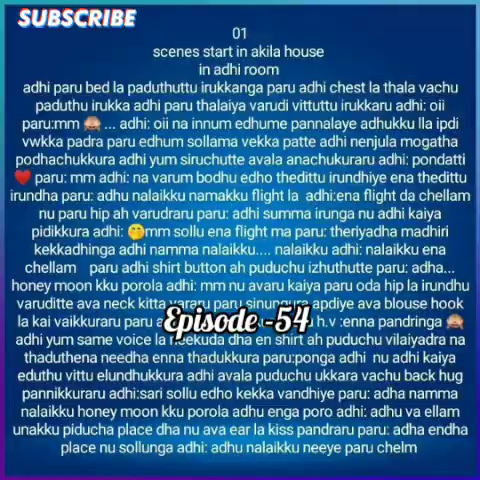 SUBSCRIBE
01
scenes start in akila house
in adhi room
adhi paru bed la paduthuttu irukkanga paru adhi chest la thala vachu
paduthu irukka adhi paru thalaiya varudi vittuttu irukkaru adhi: oii
paru:mm 🙈 ... adhi: oii na innum edhume pannalaye adhukku lla ipdi
vwkka padra paru edhum sollama vekka patte adhi nenjula mogatha
podhachukkura adhi yum siruchutte avala anachukuraru adhi: pondatti
❤️ paru: mm adhi: na varum bodhu edho thedittu irundhiye ena thedittu
irundha paru: adhu nalaikku namakku flight la adhi:ena flight da chellam
nu paru hip ah varudraru paru: adhi summa irunga nu adhi kaiya
pidikkura adhi: 🤭mm sollu ena flight ma paru: theriyadha madhiri
kekkadhinga adhi namma nalaikku.... nalaikku adhi: nalaikku ena
chellam paru adhi shirt button ah puduchu izhuthutte paru: adha...
honey moon kku porola adhi: mm nu avaru kaiya paru oda hip la irundhu
varuditte ava neck kitta vararu paru sinungura apdiye ava blouse hook
la kai vaikkuraru paru h.v :enna pandringa 🙈
Episode -54
adhi yum same voice la neekuda dha en shirt ah puduchu vilaiyadra na
thaduthena needha enna thadukkura paru:ponga adhi nu adhi kaiya
eduthu vittu elundhukkura adhi avala puduchu ukkara vachu back hug
pannikkuraru adhi:sari sollu edho kekka vandhiye paru: adha namma
nalaikku honey moon kku porola adhu enga poro adhi: adhu va ellam
unakku piducha place dha nu ava ear la kiss pandraru paru: adha endha
place nu sollunga adhi: adhu nalaikku neeye paru chelm